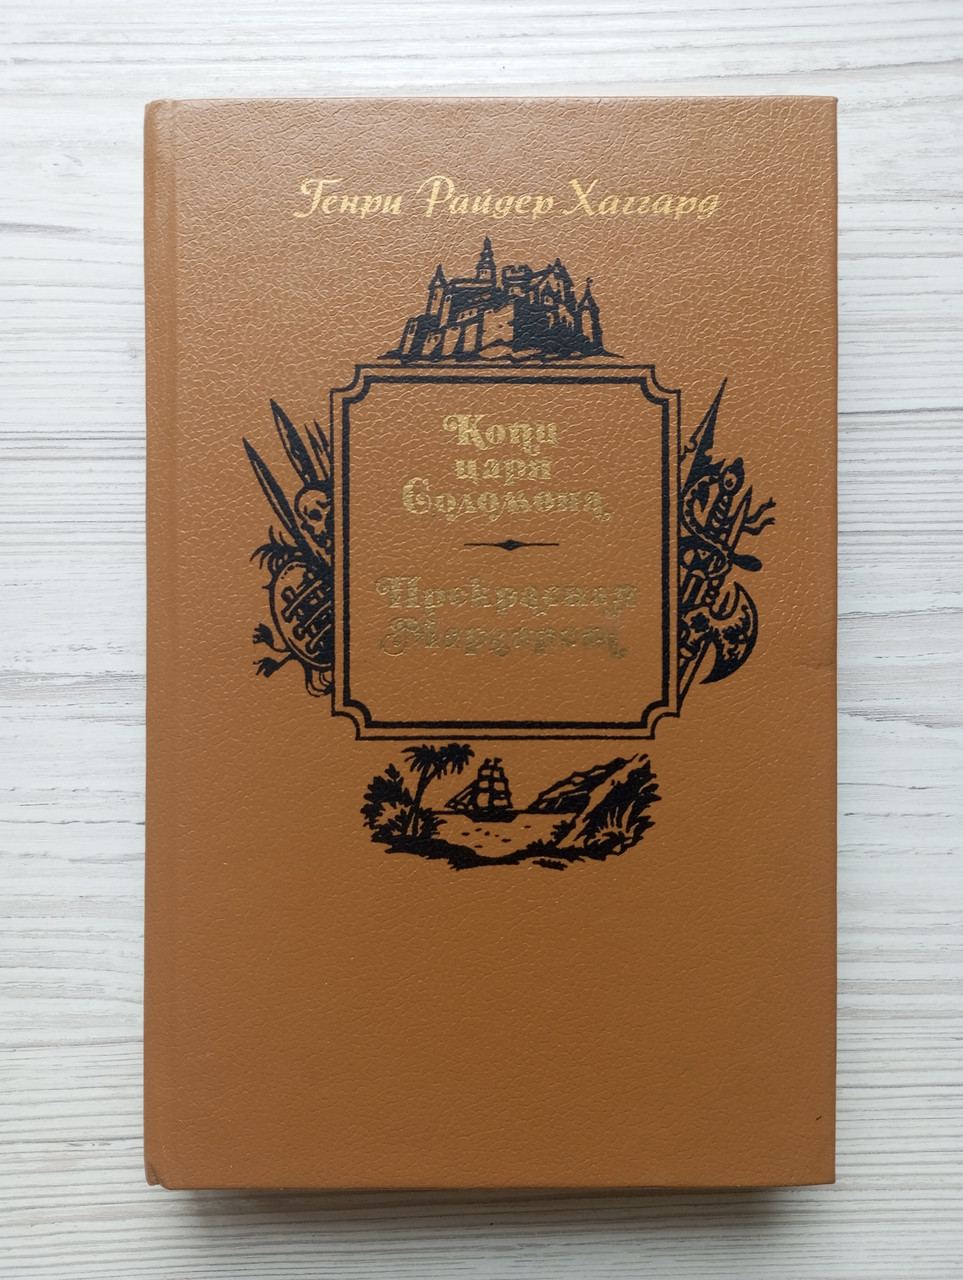 Генри Райдер Хаггард
Копи
царя
Соломона
Прекрасная
Маргарет